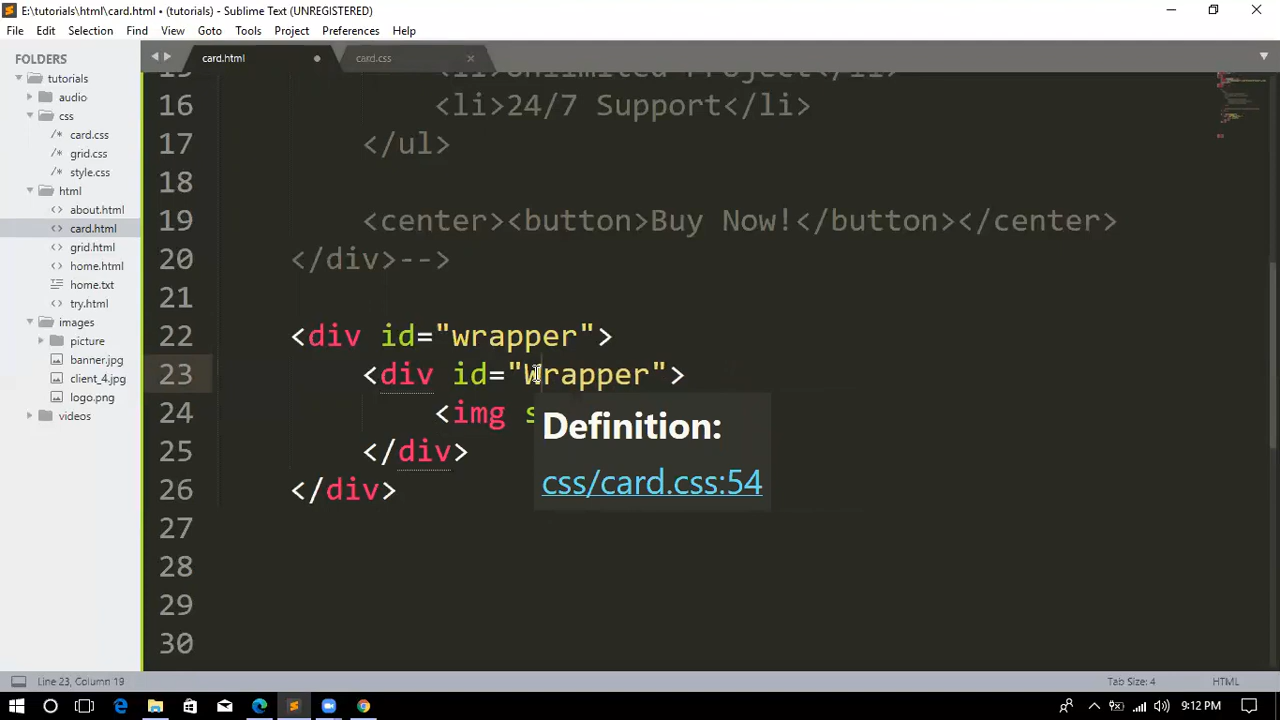 E:\tutorials\html\card.html • (tutorials) - Sublime Text (UNREGISTERED)
File Edit Selection Find View Goto Tools Project Preferences Help
FOLDERS
tutorials
audio
css
card.css
grid.css
style.css
html
about.html
card.html
grid.html
home.html
home.txt
try.html
images
picture
banner.jpg
client_4.jpg
logo.png
videos
card.html
card.css
15 <li>Unlimited Project</li>
16 <li>24/7 Support</li>
17 </ul>
18
19 <center><button>Buy Now!</button></center>
20 </div>-->
21
22 <div id="wrapper">
23 <div id="Wrapper">
24 <img s
25 </div>
26 </div>
27
28
29
30
Definition:
css/card.css:54
Line 23, Column 19
Tab Size: 4
HTML
9:12 PM